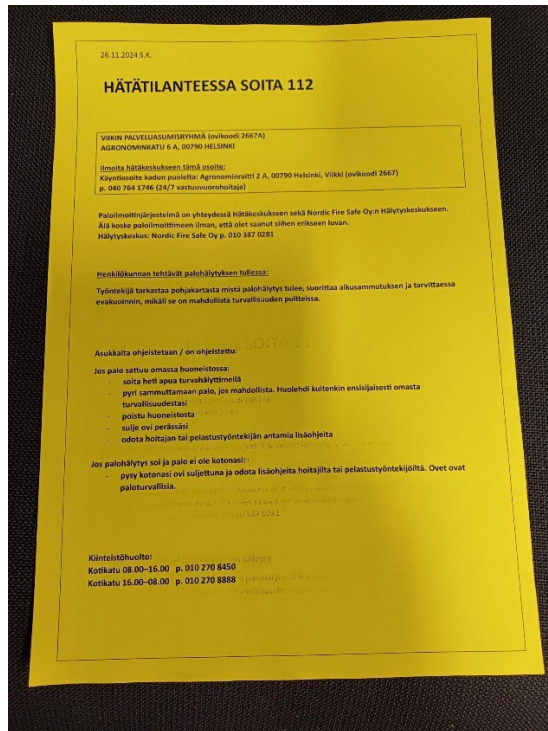 26.11.2024 S.K.
HÄTÄTILANTEESSA SOITA 112
VIIKIN PALVELUASUMISRYHMÄ (ovikoodi 2667A)
AGRONOMINKATU 6 A, 00790 HELSINKI
Ilmoita hätäkeskukseen tämä osoite:
Käyntiosoite kadun puolelta: Agronominraitti 2 A, 00790 Helsinki, Viikki (ovikoodi 2667)
p. 040 764 1746 (24/7 vastuuvuorohoitaja)
Paloilmoitinjärjestelmä on yhteydessä Hätäkeskukseen sekä Nordic Fire Safe Oy:n Hälytyskeskukseen.
Älä koske paloilmoittimeen ilman, että olet saanut siihen erikseen luvan.
Hälytyskeskus: Nordic Fire Safe Oy p. 010 387 0281
Henkilökunnan tehtävät palohälytyksen tullessa:
Työntekijä tarkastaa pohjakartasta mistä palohälytys tulee, suorittaa alkusammutuksen ja tarvittaessa
evakuoinnin, mikäli se on mahdollista turvallisuuden puitteissa.
Asukkaita ohjeistetaan / on ohjeistettu:
Jos palo sattuu omassa huoneistossa:
- soita heti apua turvahälyttimellä
- pyri sammuttamaan palo, jos mahdollista. Huolehdi kuitenkin ensisijaisesti omasta
turvallisuudestasi
- poistu huoneistosta
- sulje ovi perässäsi
- odota hoitajan tai pelastustyöntekijän antamia lisäohjeita
Jos palohälytys soi ja palo ei ole kotonasi:
- pysy kotonasi ovi suljettuna ja odota lisäohjeita hoitajilta tai pelastustyöntekijöiltä. Ovet ovat
paloturvallisia.
Kiinteistöhuolto:
Kotikatu 08.00–16.00 p. 010 270 8450
Kotikatu 16.00–08.00 p. 010 270 8888